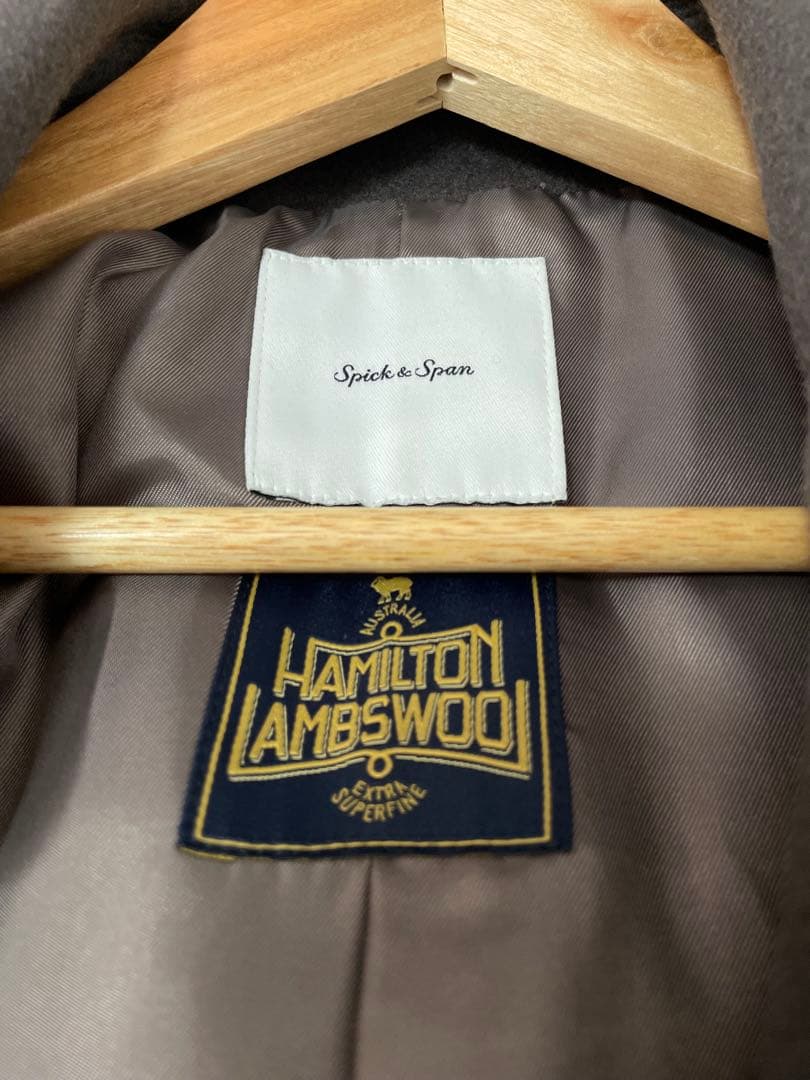 Spick & Span
AUSTRALIA
HAMILTON
LAMBSWOOL
EXTRA
SUPERFINE